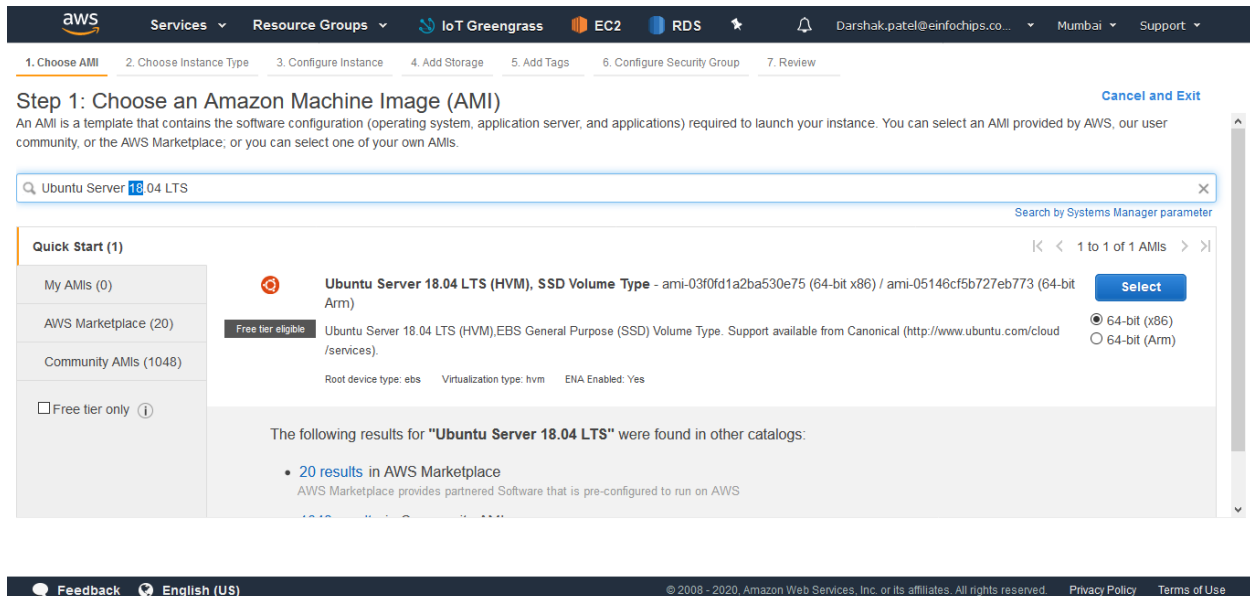 aws Services Resource Groups IoT Greengrass EC2 RDS Darshak.patel@einfochips.co... Mumbai Support
1. Choose AMI 2. Choose Instance Type 3. Configure Instance 4. Add Storage 5. Add Tags 6. Configure Security Group 7. Review
Step 1: Choose an Amazon Machine Image (AMI)
Cancel and Exit
An AMI is a template that contains the software configuration (operating system, application server, and applications) required to launch your instance. You can select an AMI provided by AWS, our user
community, or the AWS Marketplace; or you can select one of your own AMIs.
Ubuntu Server 18.04 LTS
Search by Systems Manager parameter
Quick Start (1)
1 to 1 of 1 AMIs
My AMIs (0)
AWS Marketplace (20)
Community AMIs (1048)
Free tier only
Ubuntu Server 18.04 LTS (HVM), SSD Volume Type - ami-03f0fd1a2ba530e75 (64-bit x86) / ami-05146cf5b727eb773 (64-bit
Arm)
Free tier eligible
Ubuntu Server 18.04 LTS (HVM),EBS General Purpose (SSD) Volume Type. Support available from Canonical (http://www.ubuntu.com/cloud
/services).
Root device type: ebs Virtualization type: hvm ENA Enabled: Yes
Select
64-bit (x86)
64-bit (Arm)
The following results for "Ubuntu Server 18.04 LTS" were found in other catalogs:
20 results in AWS Marketplace
AWS Marketplace provides partnered Software that is pre-configured to run on AWS
Feedback English (US) © 2008 - 2020, Amazon Web Services, Inc. or its affiliates. All rights reserved. Privacy Policy Terms of Use